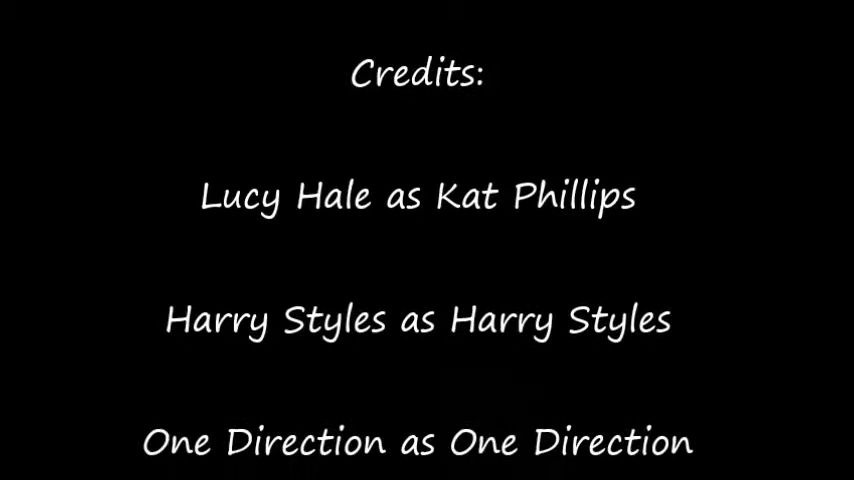 Credits:
Lucy Hale as Kat Phillips
Harry Styles as Harry Styles
One Direction as One Direction